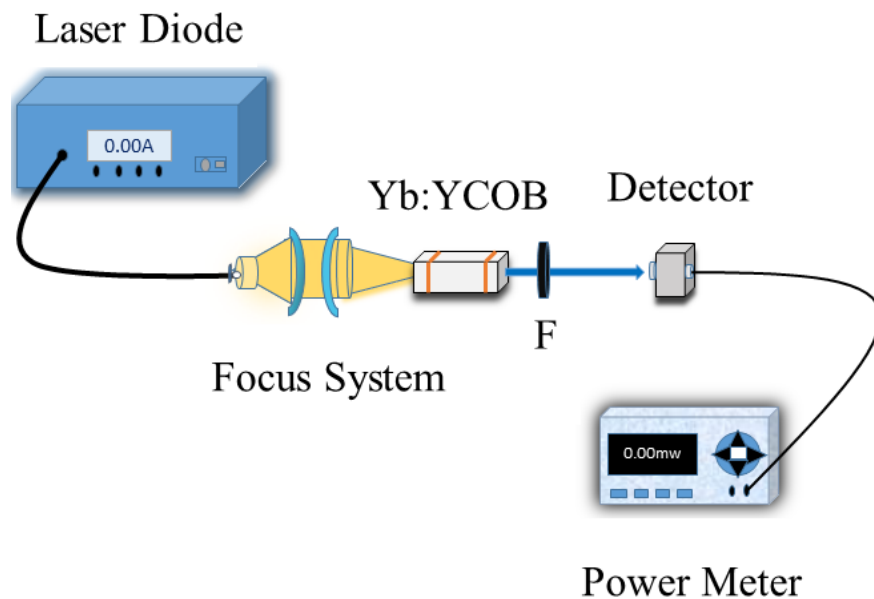 Laser Diode
0.00A
Yb:YCOB
Detector
F
Focus System
0.00mw
Power Meter